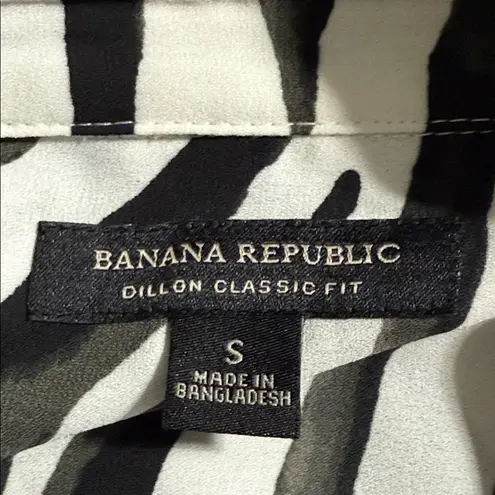 BANANA REPUBLIC
DILLON CLASSIC FIT
S
MADE IN
BANGLADESH